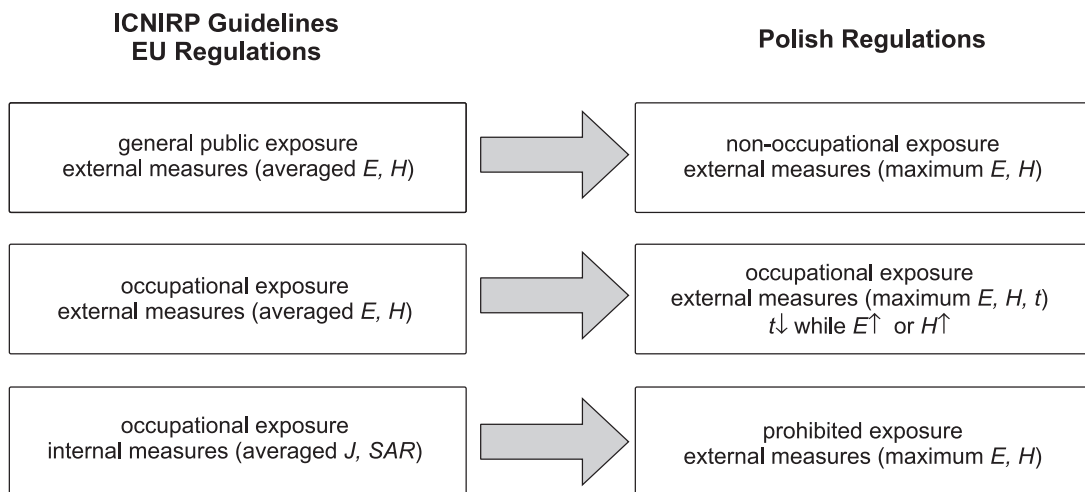 ICNIRP Guidelines
EU Regulations
Polish Regulations
general public exposure
external measures (averaged E, H)
non-occupational exposure
external measures (maximum E, H)
occupational exposure
external measures (averaged E, H)
occupational exposure
external measures (maximum E, H, t)
t↓ while E↑ or H↑
occupational exposure
internal measures (averaged J, SAR)
prohibited exposure
external measures (maximum E, H)